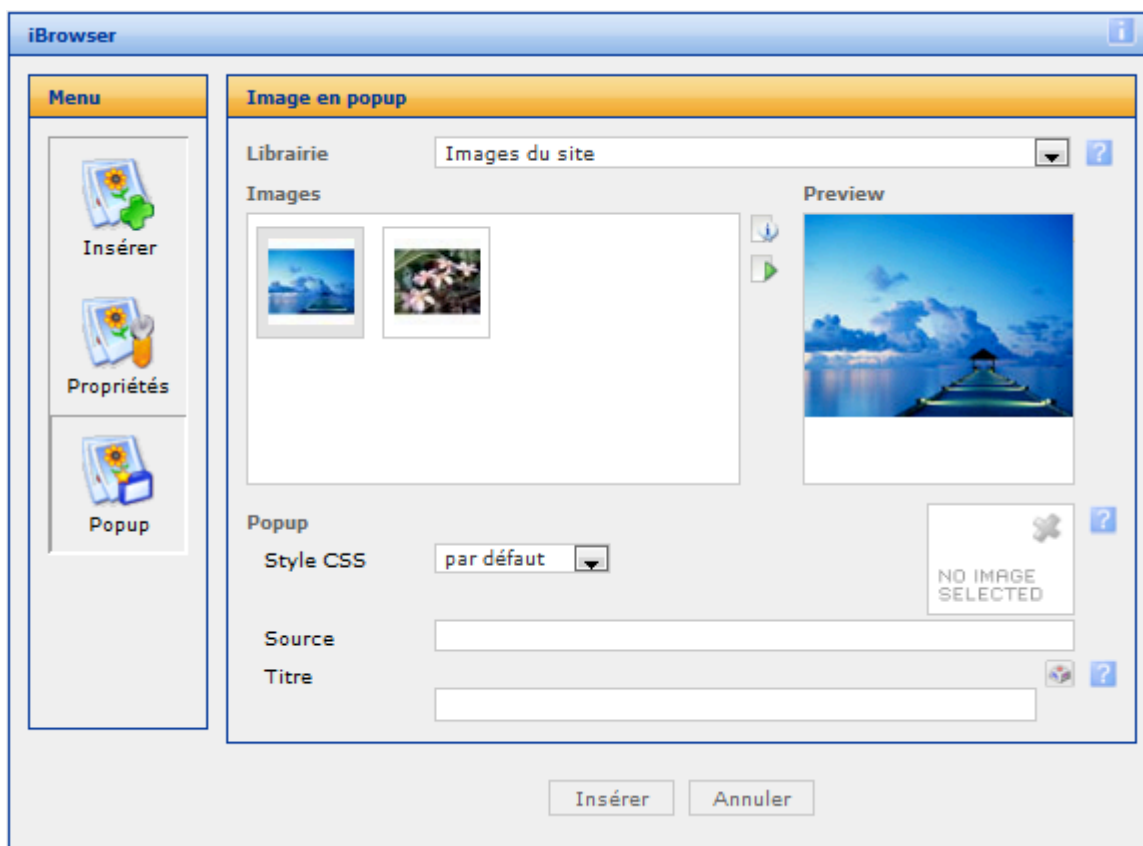 iBrowser
Menu
Insérer
Propriétés
Popup
Image en popup
Librairie
Images du site
?
Images
Preview
Popup
?
Style CSS
par défaut
NO IMAGE
SELECTED
Source
Titre
?
Insérer
Annuler